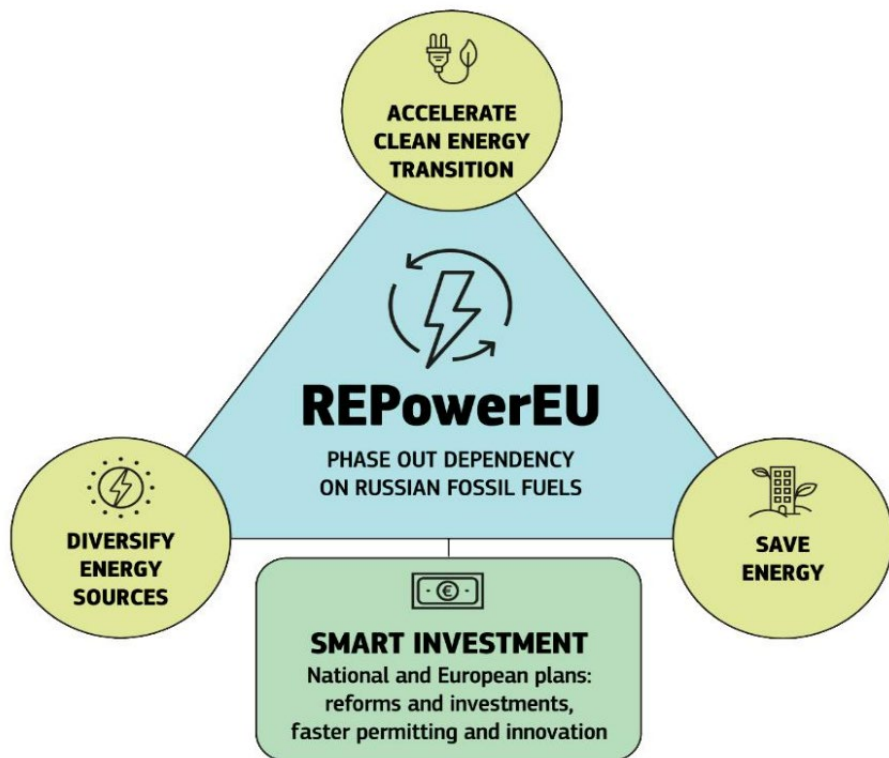 ACCELERATE
CLEAN ENERGY
TRANSITION
REPowerEU
PHASE OUT DEPENDENCY
ON RUSSIAN FOSSIL FUELS
DIVERSIFY
ENERGY
SOURCES
SAVE
ENERGY
€
SMART INVESTMENT
National and European plans:
reforms and investments,
faster permitting and innovation